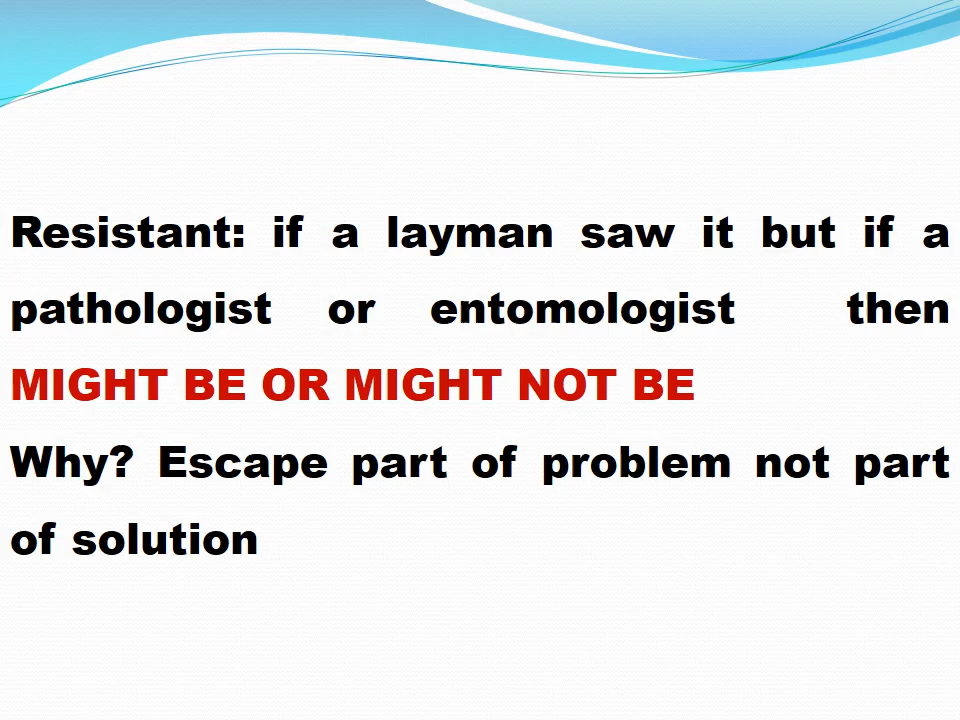 Resistant: if a layman saw it but if a
pathologist or entomologist then
MIGHT BE OR MIGHT NOT BE
Why? Escape part of problem not part
of solution